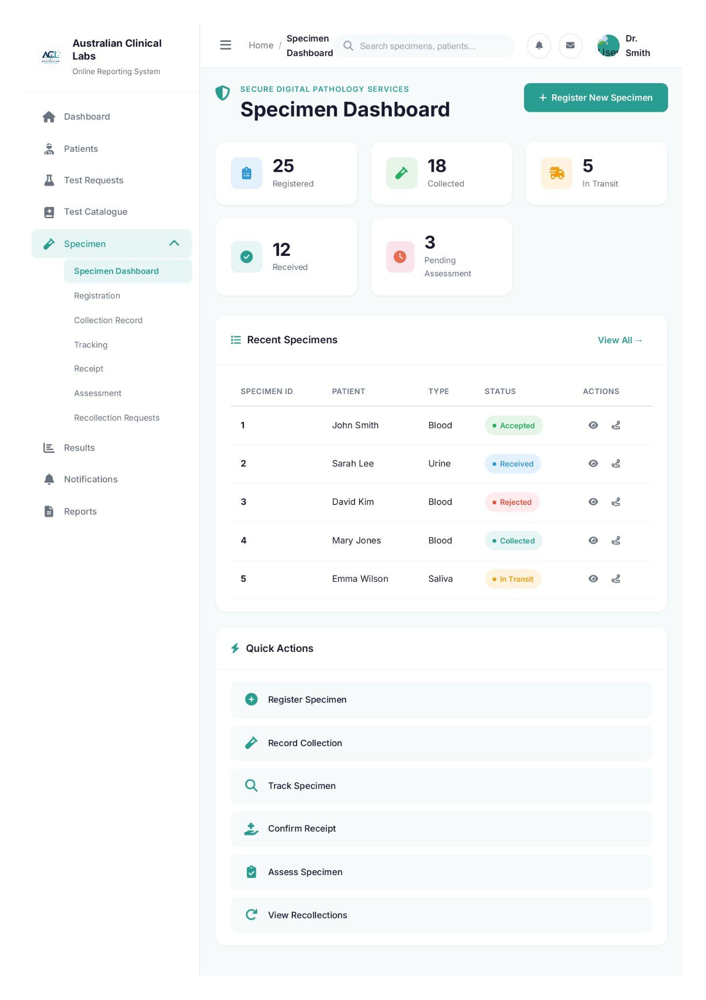 Australian Clinical
Labs
Online Reporting System
ACL
AUSTRALIAN
Dashboard
Patients
Test Requests
Test Catalogue
Specimen
Specimen Dashboard
Registration
Collection Record
Tracking
Receipt
Assessment
Recollection Requests
Results
Notifications
Reports
Home / Specimen
Dashboard
Search specimens, patients...
User
Dr.
Smith
SECURE DIGITAL PATHOLOGY SERVICES
Specimen Dashboard
+ Register New Specimen
25
Registered
18
Collected
5
In Transit
12
Received
3
Pending
Assessment
Recent Specimens
View All →
SPECIMEN ID PATIENT TYPE STATUS ACTIONS
1 John Smith Blood Accepted
2 Sarah Lee Urine Received
3 David Kim Blood Rejected
4 Mary Jones Blood Collected
5 Emma Wilson Saliva In Transit
Quick Actions
Register Specimen
Record Collection
Track Specimen
Confirm Receipt
Assess Specimen
View Recollections